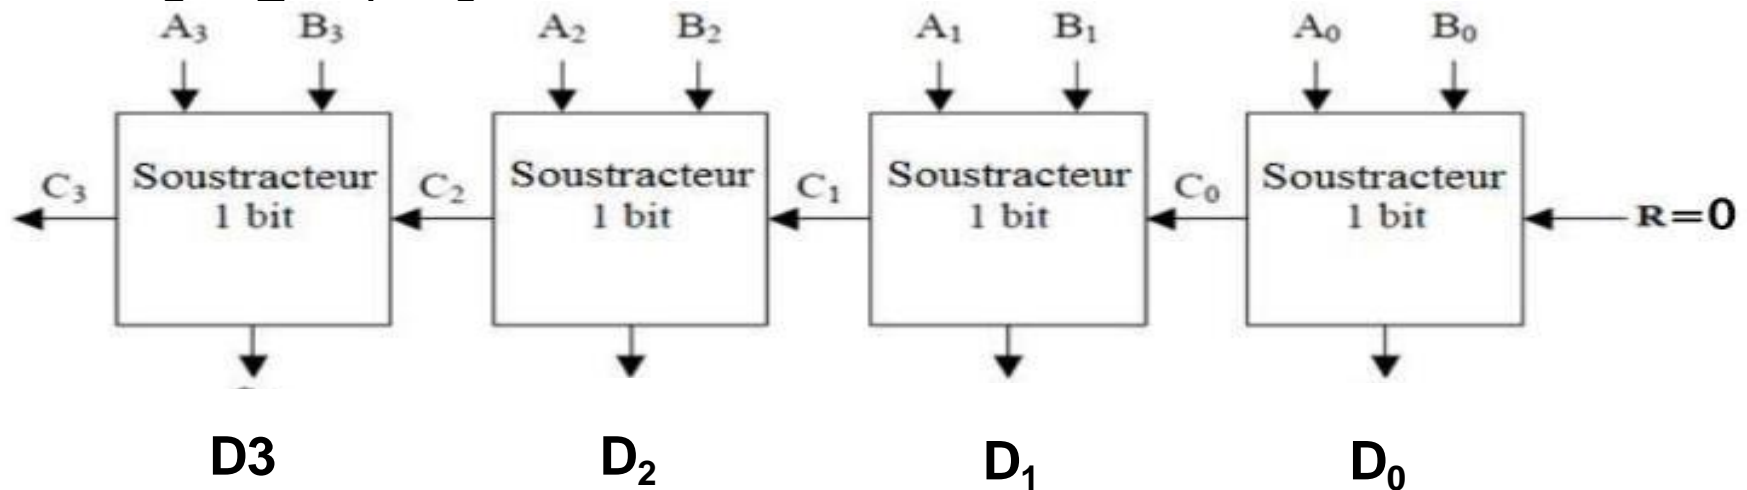 A₃ B₃ A₂ B₂ A₁ B₁ A₀ B₀
Soustracteur Soustracteur Soustracteur Soustracteur
C₃ C₂ C₁ C₀
1 bit 1 bit 1 bit 1 bit R=0
D3 D₂ D₁ D₀